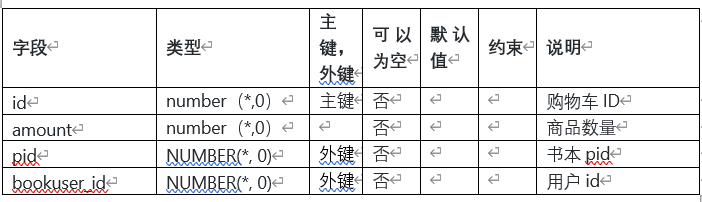 字段 类型 主键，外键 可以为空 默认值 约束 说明
id number（*,0） 主键 否 购物车 ID
amount number（*,0） 否 商品数量
pid NUMBER(*, 0) 外键 否 书本 pid
bookuser_id NUMBER(*, 0) 外键 否 用户 id